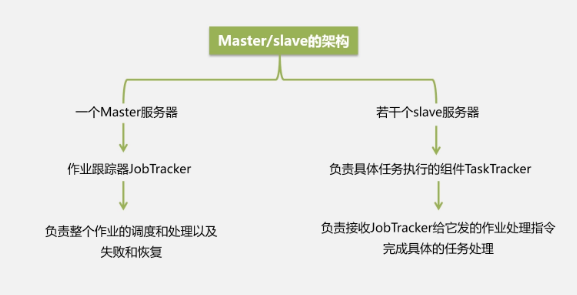 Master/slave的架构
一个Master服务器
若干个slave服务器
作业跟踪器JobTracker
负责具体任务执行的组件TaskTracker
负责整个作业的调度和处理以及
失败和恢复
负责接收JobTracker给它发的作业处理指令
完成具体的任务处理